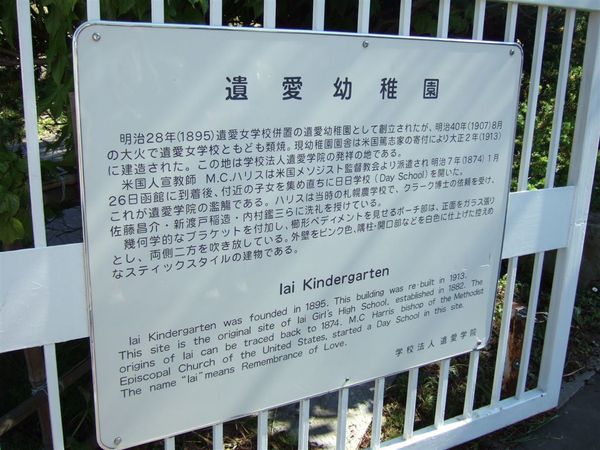 遺愛幼稚園
明治28年(1895)遺愛女学校併置の遺愛幼稚園として創立されたが、明治40年(1907)8月
の大火で遺愛女学校ともども類焼。現幼稚園園舎は米国篤志家の寄付により大正2年(1913)
に建造された。この地は学校法人遺愛学院の発祥の地である。
米国人宣教師 M.C.ハリスは米国メソジスト監督教会より派遣され明治7年(1874)1月
26日函館に到着後、付近の子女を集め直ちに日日学校(Day School)を開いた。
これが遺愛学院の濫觴である。ハリスは当時の札幌農学校で、クラーク博士の依頼を受け、
佐藤昌介・新渡戸稲造・内村鑑三らに洗礼を授けている。
幾何学的なブラケットを付加し、櫛形ペディメントを見せるポーチ部は、正面をガラス張り
とし、両側二方を吹き放している。外壁をピンク色、隅柱・開口部などを白色に仕上げた控えめ
なスティックスタイルの建物である。
Iai Kindergarten
Iai Kindergarten was founded in 1895. This building was re-built in 1913.
This site is the original site of Iai Girl's High School, established in 1882. The
origins of Iai can be traced back to 1874. M.C Harris bishop of the Methodist
Episcopal Church of the United States, started a Day School in this site.
The name "Iai" means Remembrance of Love.
学校法人遺愛学院